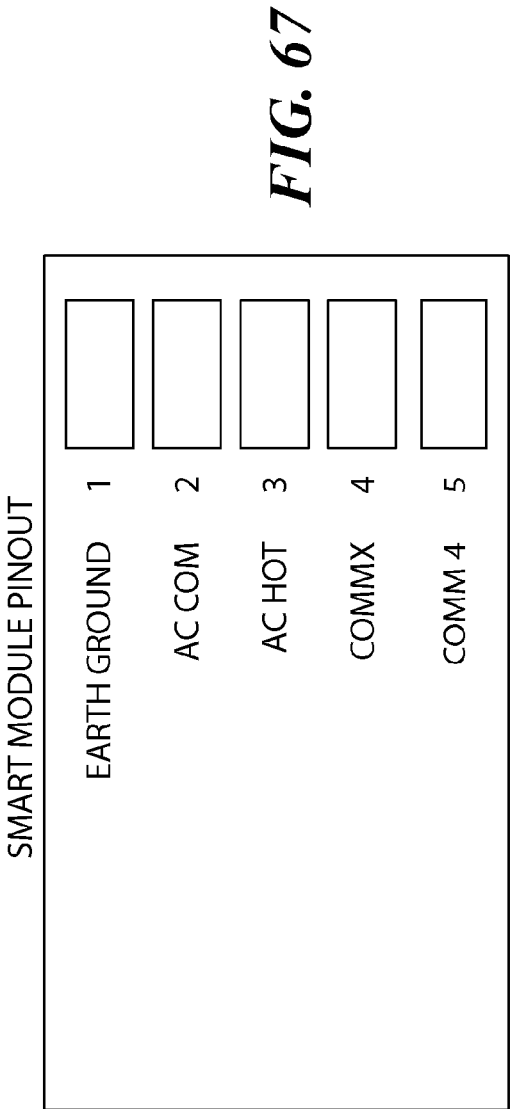 SMART MODULE PINOUT
EARTH GROUND 1
AC COM 2
AC HOT 3
COMMX 4
COMM 4 5
FIG. 67